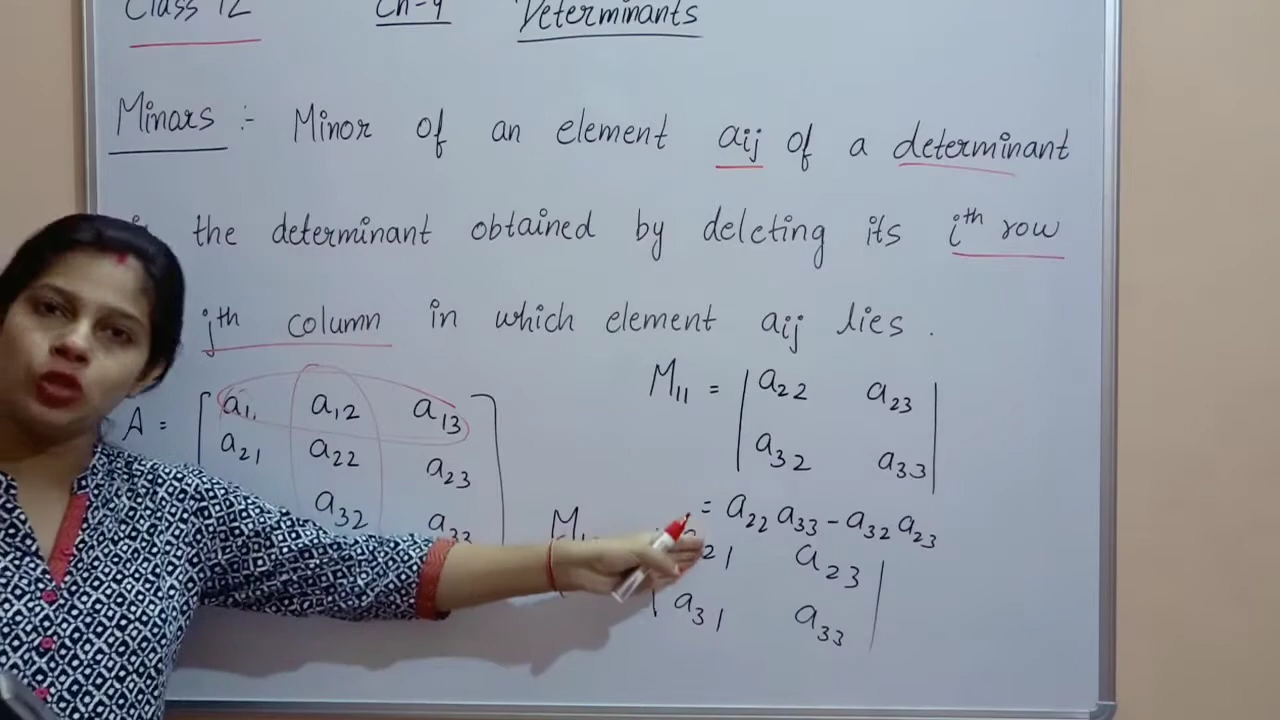 Class 12 Ch-4 Determinants
Minars :- Minor of an element aij of a determinant
the determinant obtained by deleting its ith row
jth column in which element aij lies .
M11 = | a22 a23 |
| a32 a33 |
A = [ a11 a12 a13 ]
a21 a22 a23
a32 a33
= a22 a33 - a32 a23
21 a23 |
| a31 a33 |